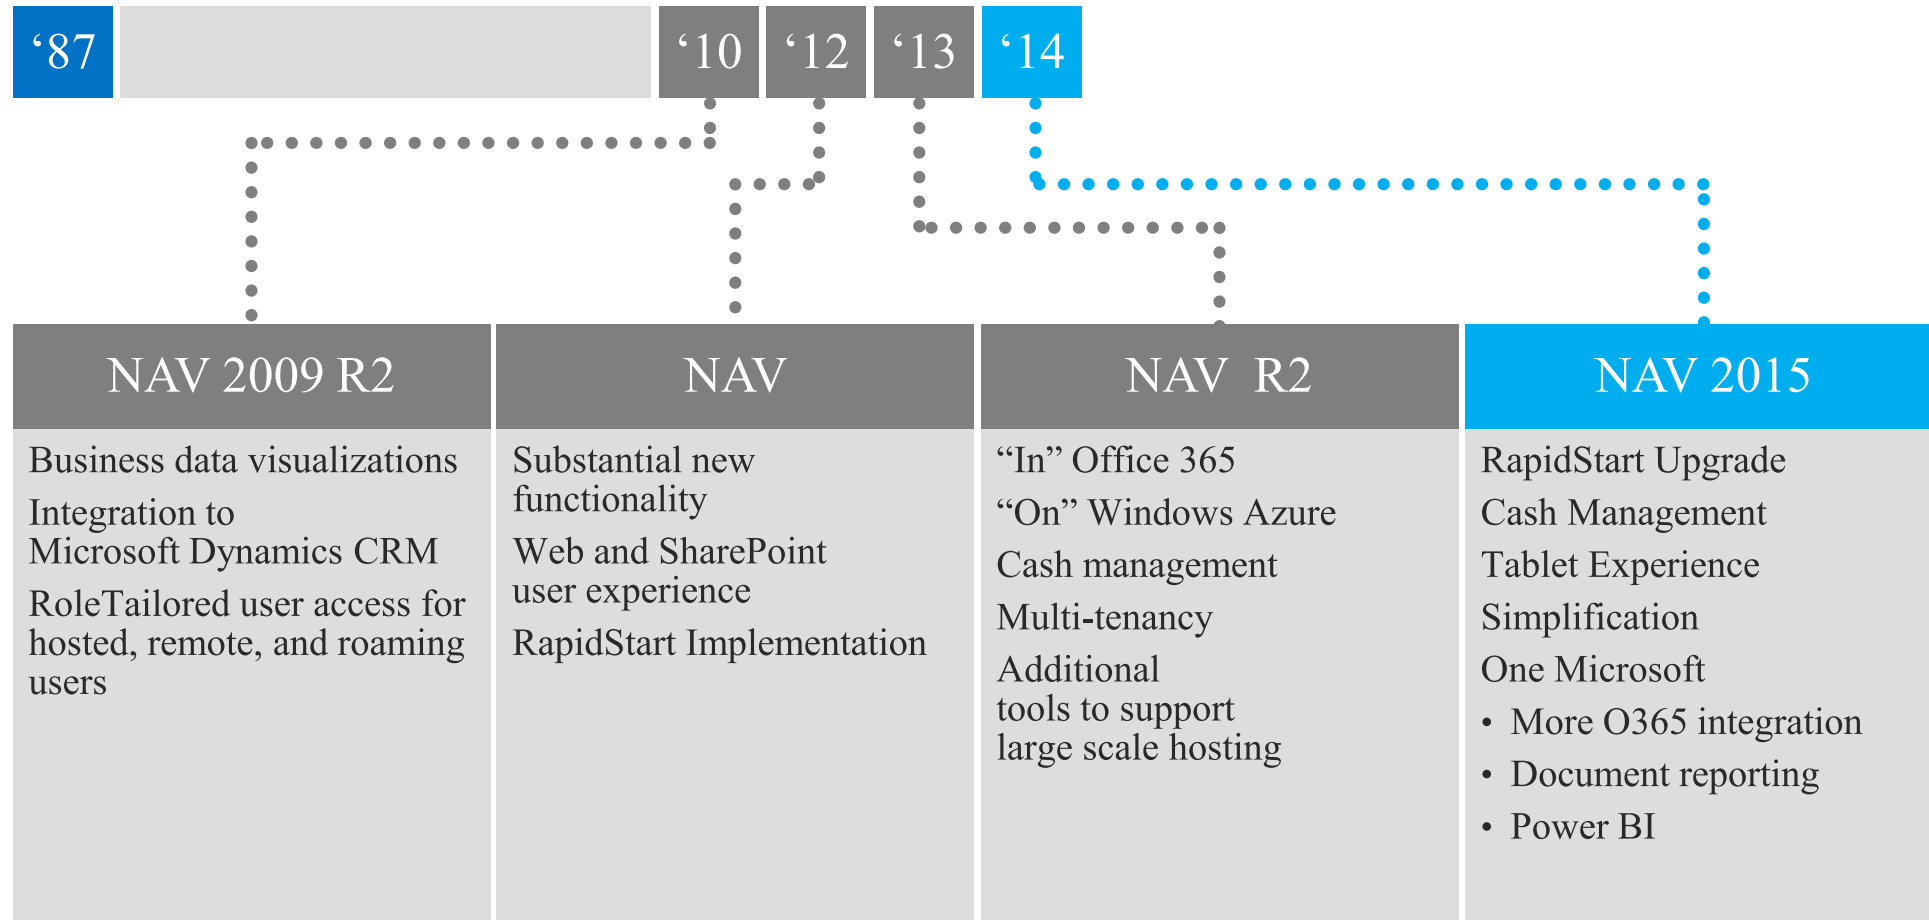 ‘87
‘10
‘12
‘13
‘14
NAV 2009 R2
Business data visualizations
Integration to
Microsoft Dynamics CRM
RoleTailored user access for
hosted, remote, and roaming
users
NAV
Substantial new
functionality
Web and SharePoint
user experience
RapidStart Implementation
NAV  R2
“In” Office 365
“On” Windows Azure
Cash management
Multi-tenancy
Additional
tools to support
large scale hosting
NAV 2015
RapidStart Upgrade
Cash Management
Tablet Experience
Simplification
One Microsoft
• More O365 integration
• Document reporting
• Power BI